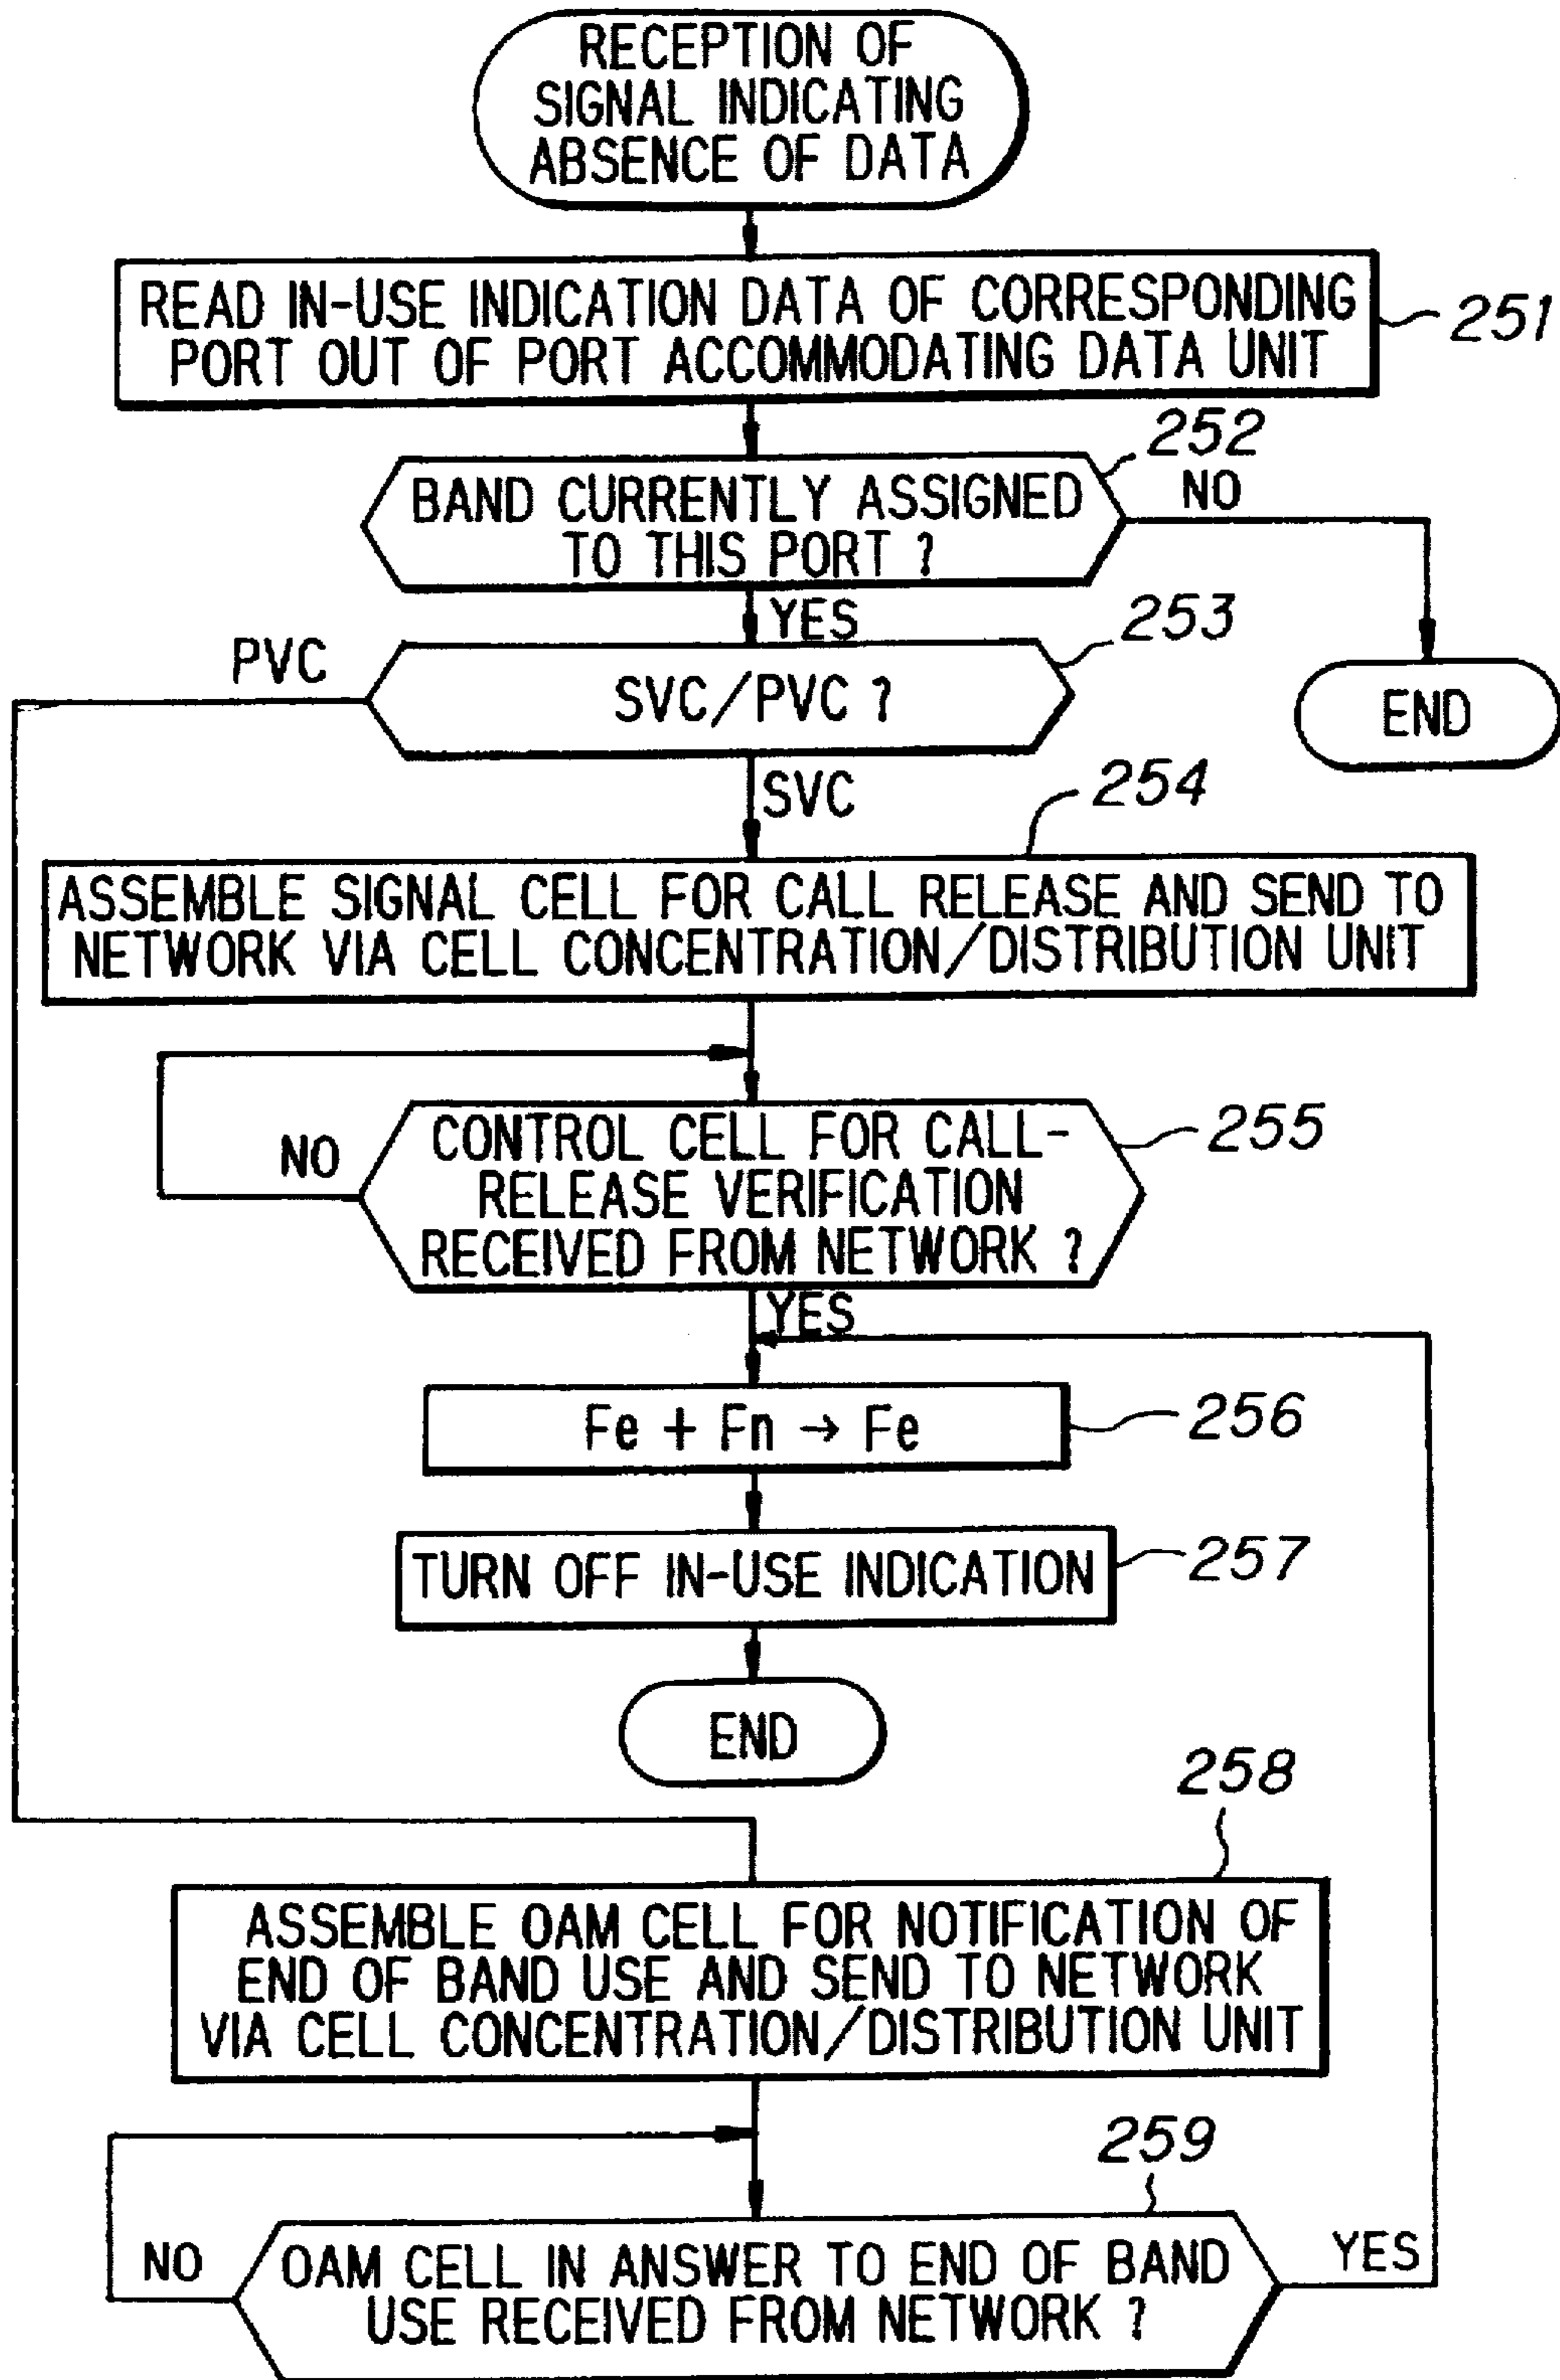 RECEPTION OF
SIGNAL INDICATING
ABSENCE OF DATA
READ IN-USE INDICATION DATA OF CORRESPONDING
PORT OUT OF PORT ACCOMMODATING DATA UNIT
251
252
BAND CURRENTLY ASSIGNED
TO THIS PORT ?
NO
YES
253
PVC
SVC/PVC ?
END
SVC
254
ASSEMBLE SIGNAL CELL FOR CALL RELEASE AND SEND TO
NETWORK VIA CELL CONCENTRATION/DISTRIBUTION UNIT
NO
CONTROL CELL FOR CALL-
RELEASE VERIFICATION
RECEIVED FROM NETWORK ?
255
YES
Fe + Fn → Fe
256
TURN OFF IN-USE INDICATION
257
END
258
ASSEMBLE OAM CELL FOR NOTIFICATION OF
END OF BAND USE AND SEND TO NETWORK
VIA CELL CONCENTRATION/DISTRIBUTION UNIT
259
NO
OAM CELL IN ANSWER TO END OF BAND
USE RECEIVED FROM NETWORK ?
YES